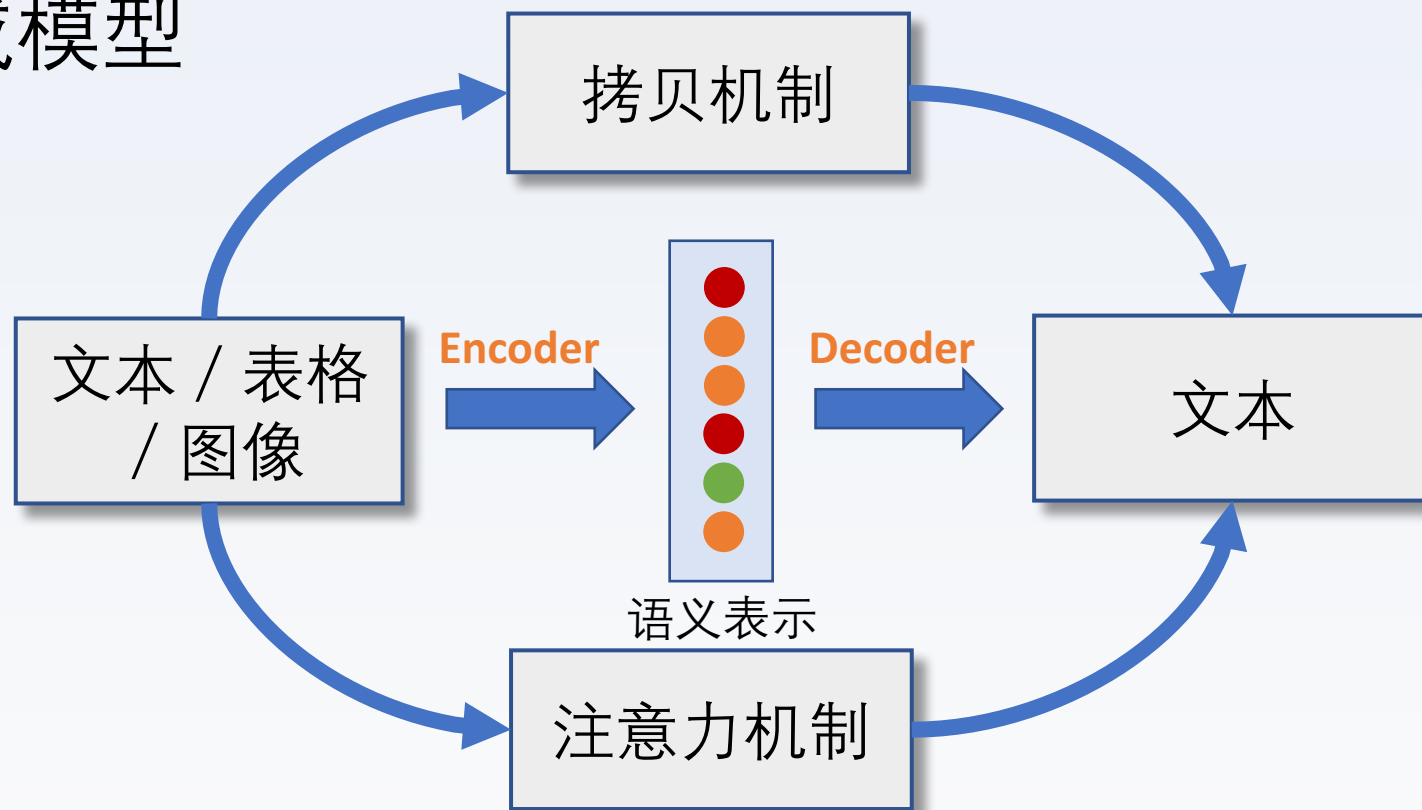 模型
拷贝机制
Encoder
Decoder
文本 / 表格
/ 图像
文本
语义表示
注意力机制